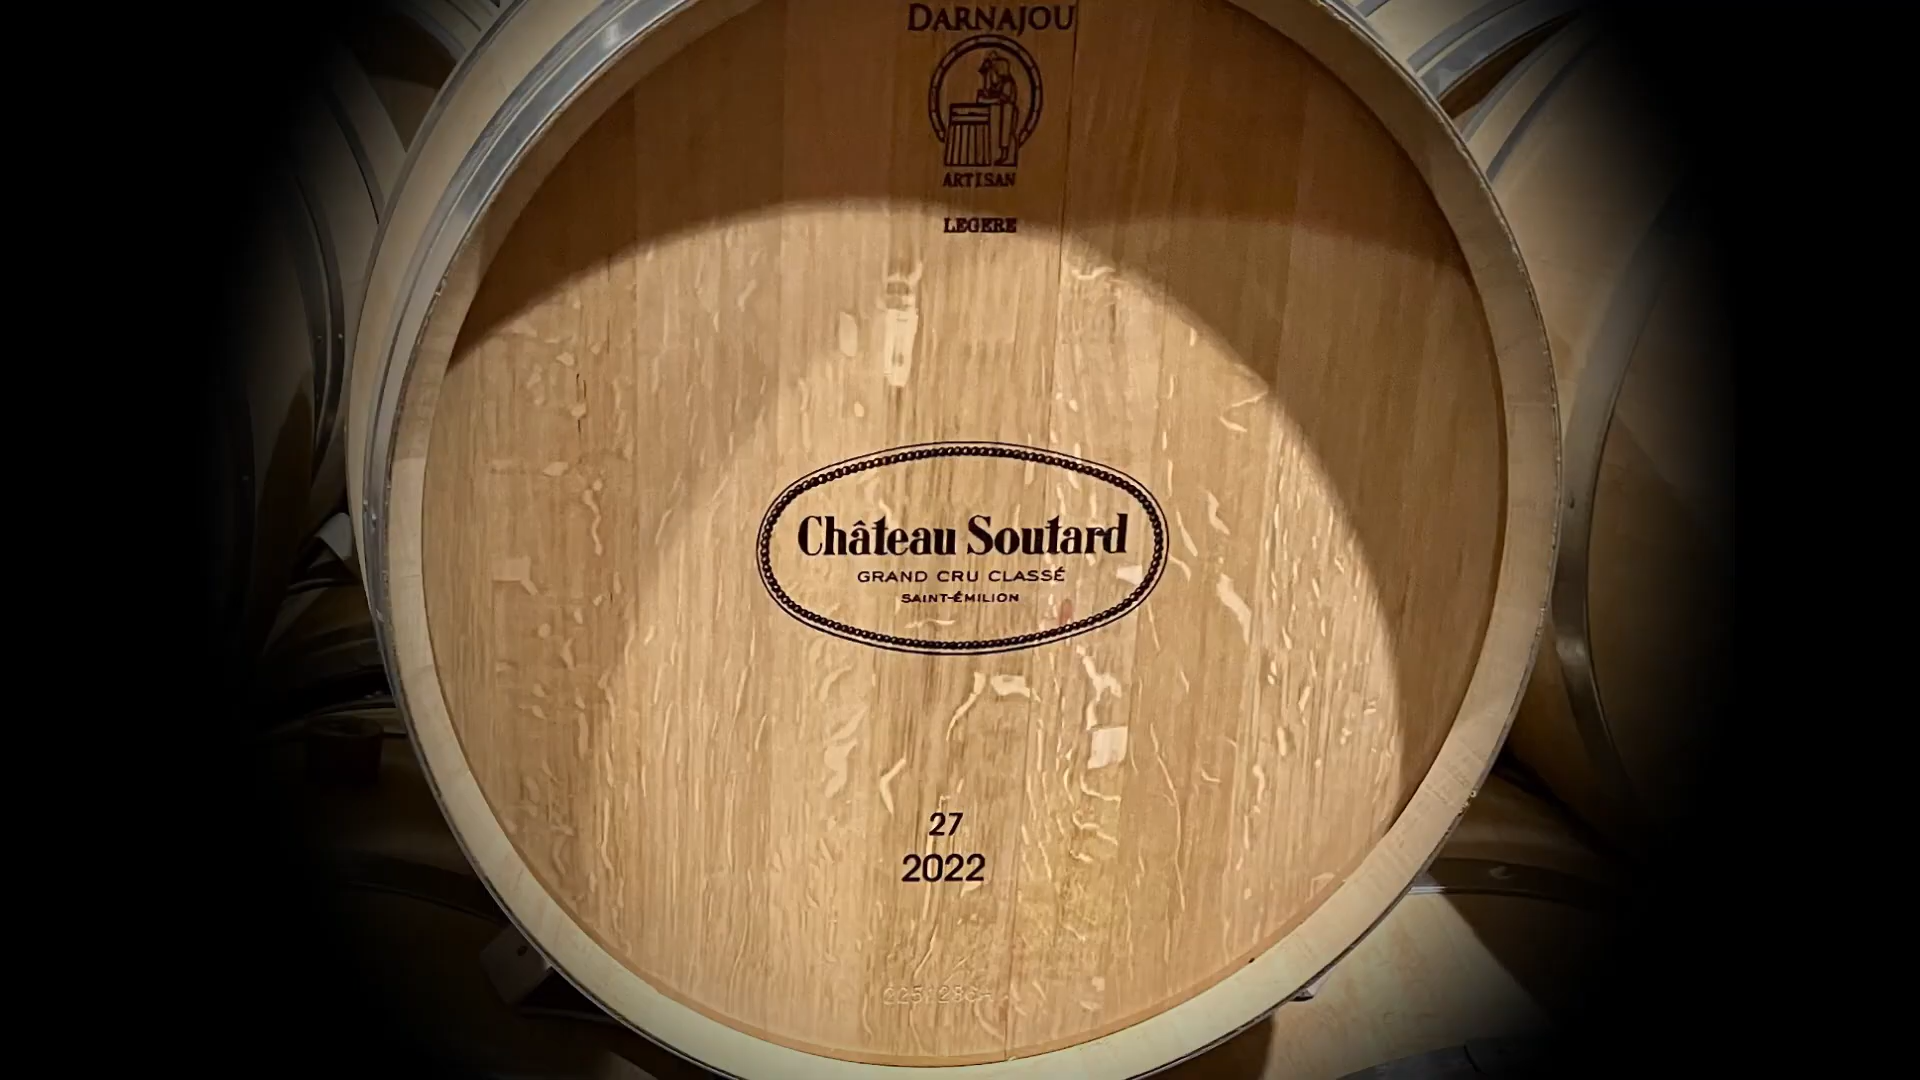 DARNAJOU
ARTISAN
LEGERE
Château Soutard
GRAND CRU CLASSÉ
SAINT-ÉMILION
27
2022